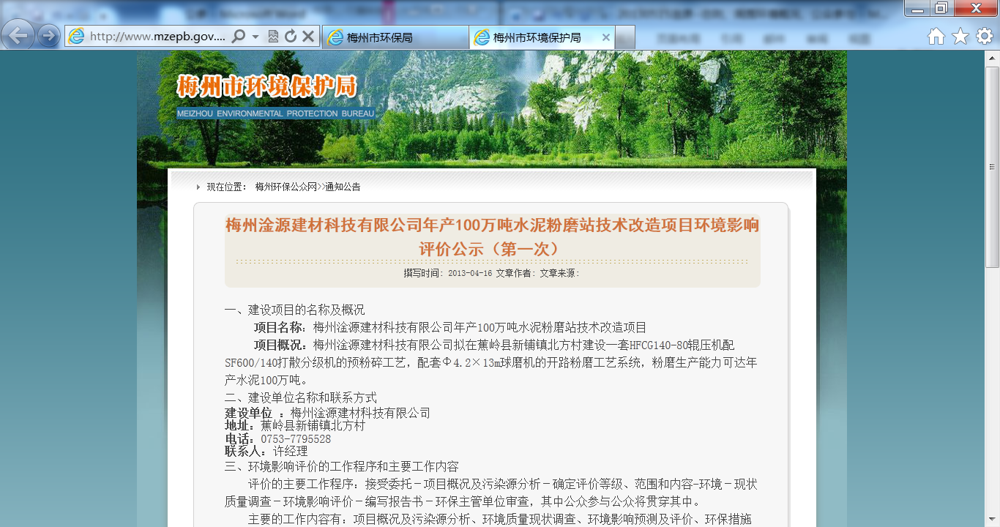 http://www.mzepb.gov....
梅州市环保局
梅州市环境保护局
梅州市环境保护局
MEIZHOU ENVIRONMENTAL PROTECTION BUREAU
现在位置： 梅州环保公众网>>通知公告
梅州淦源建材科技有限公司年产100万吨水泥粉磨站技术改造项目环境影响
评价公示（第一次）
撰写时间：2013-04-16 文章作者：文章来源：
一、建设项目的名称及概况
项目名称：梅州淦源建材科技有限公司年产100万吨水泥粉磨站技术改造项目
项目概况：梅州淦源建材科技有限公司拟在蕉岭县新铺镇北方村建设一套HFCG140-80辊压机配
SF600/140打散分级机的预粉碎工艺，配套Φ4.2×13m球磨机的开路粉磨工艺系统，粉磨生产能力可达年
产水泥100万吨。
二、建设单位名称和联系方式
建设单位 ：梅州淦源建材科技有限公司
地址：蕉岭县新铺镇北方村
电话：0753-7795528
联系人：许经理
三、环境影响评价的工作程序和主要工作内容
评价的主要工作程序：接受委托－项目概况及污染源分析－确定评价等级、范围和内容-环境－现状
质量调查－环境影响评价－编写报告书－环保主管单位审查，其中公众参与公众将贯穿其中。
主要的工作内容有：项目概况及污染源分析、环境质量现状调查、环境影响预测及评价、环保措施